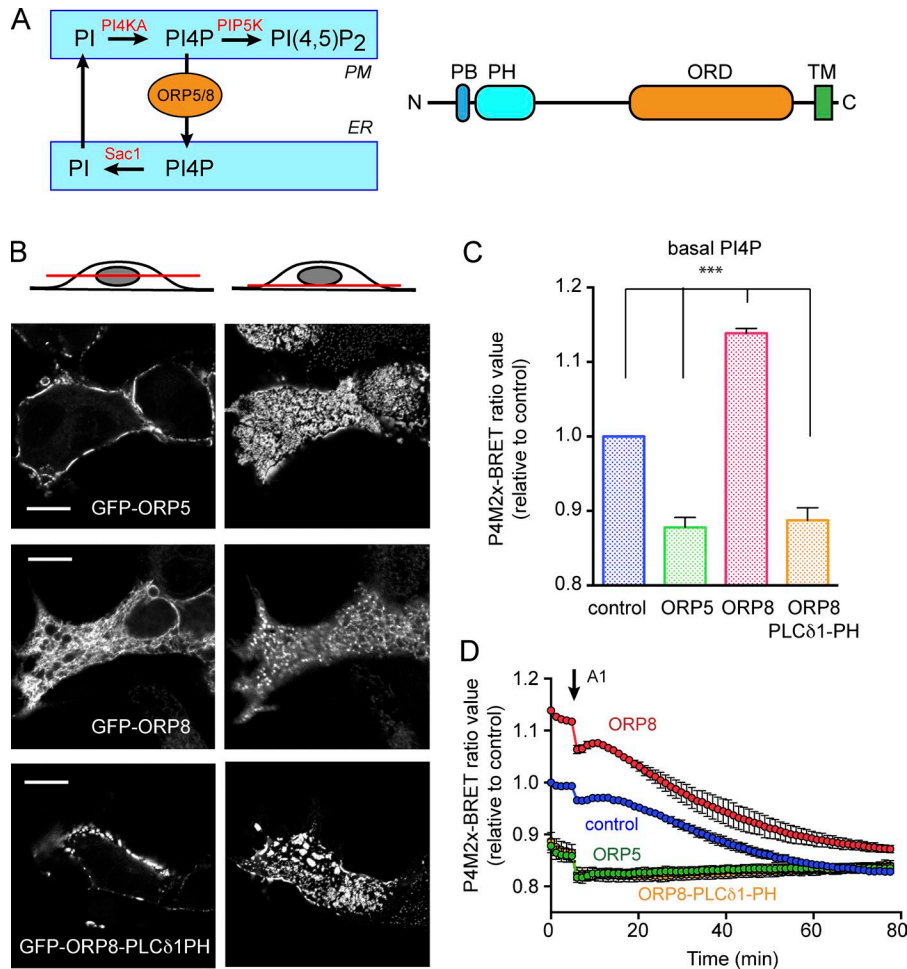 A
PI PI4KA PI4P PIP5K PI(4,5)P2
PM
ORP5/8
ER
PI Sac1 PI4P
PB PH ORD TM
N C
B
GFP-ORP5
GFP-ORP8
GFP-ORP8-PLCδ1PH
C
basal PI4P
***
P4M2x-BRET ratio value
(relative to control)
1.2
1.1
1.0
0.9
0.8
control ORP5 ORP8 ORP8
PLCδ1-PH
D
P4M2x-BRET ratio value
(relative to control)
1.2
1.1
1.0
0.9
0.8
A1
ORP8
control
ORP5
ORP8-PLCδ1-PH
0 20 40 60 80
Time (min)